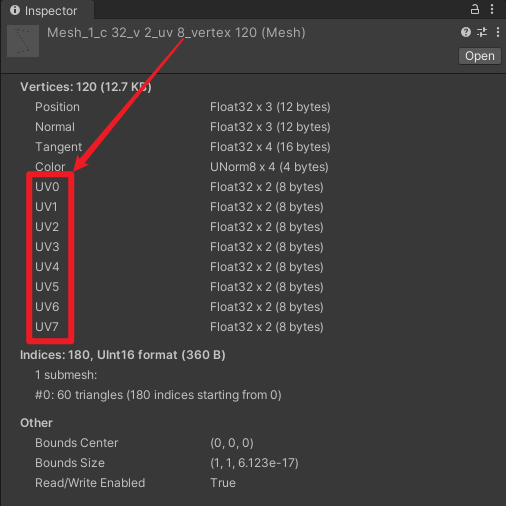 Inspector
Mesh_1_c 32_v 2_uv 8_vertex 120 (Mesh)
Open
Vertices: 120 (12.7 KB)
Position Float32 x 3 (12 bytes)
Normal Float32 x 3 (12 bytes)
Tangent Float32 x 4 (16 bytes)
Color UNorm8 x 4 (4 bytes)
UV0 Float32 x 2 (8 bytes)
UV1 Float32 x 2 (8 bytes)
UV2 Float32 x 2 (8 bytes)
UV3 Float32 x 2 (8 bytes)
UV4 Float32 x 2 (8 bytes)
UV5 Float32 x 2 (8 bytes)
UV6 Float32 x 2 (8 bytes)
UV7 Float32 x 2 (8 bytes)
Indices: 180, UInt16 format (360 B)
1 submesh:
#0: 60 triangles (180 indices starting from 0)
Other
Bounds Center (0, 0, 0)
Bounds Size (1, 1, 6.123e-17)
Read/Write Enabled True